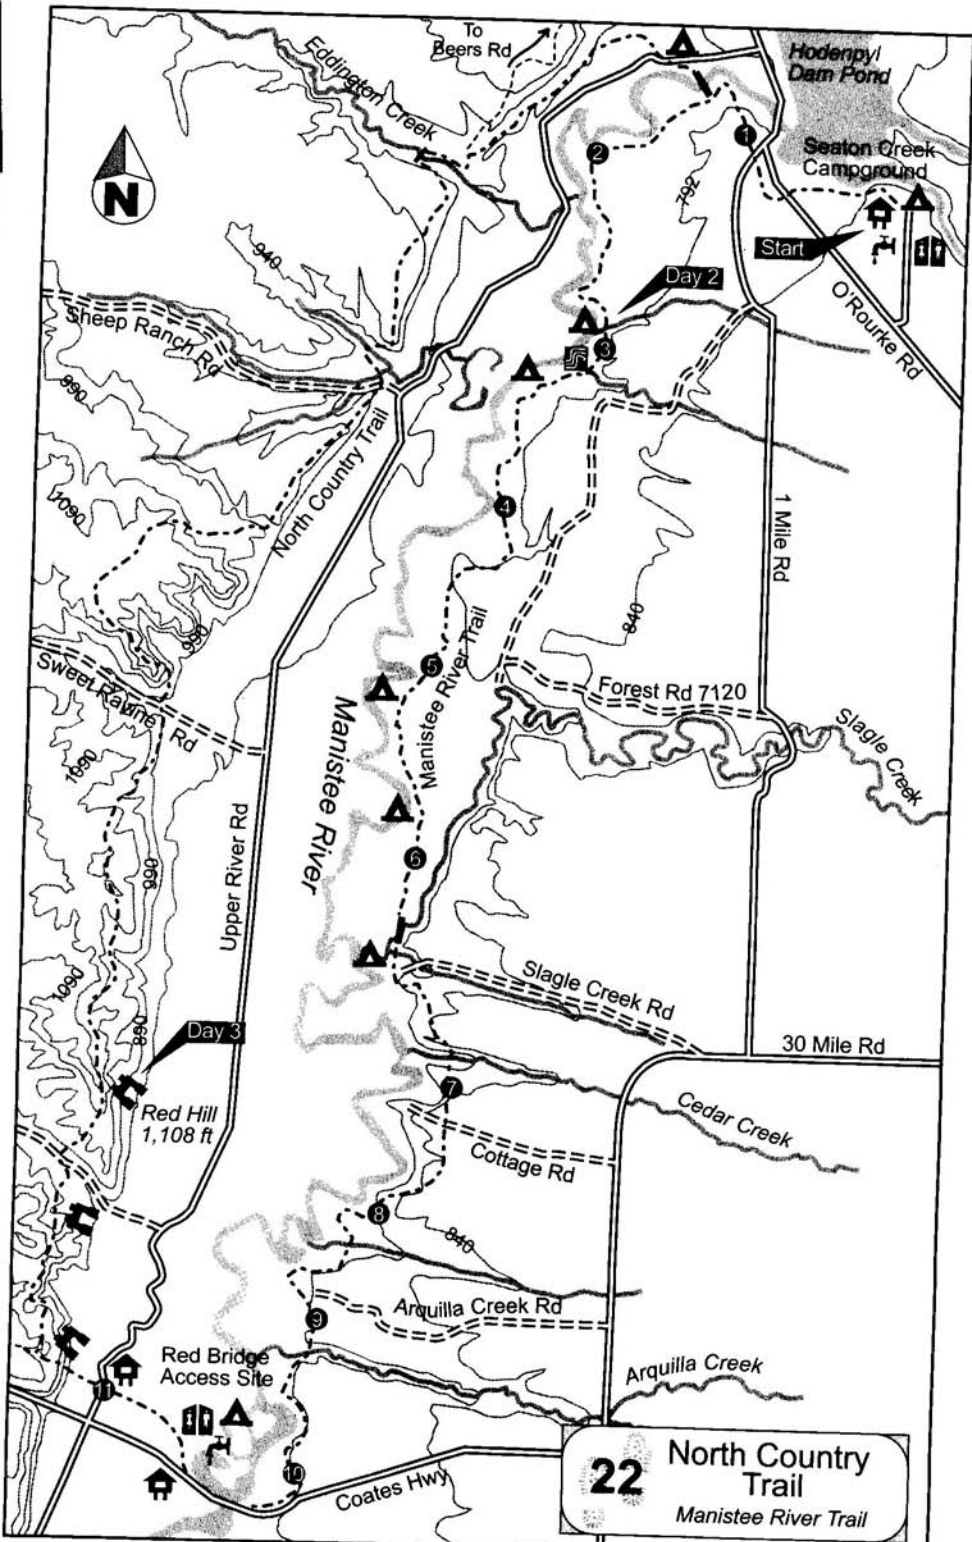 To
Beers Rd
Hodenpyl
Dam Pond
Eddington Creek
1
2
Seaton Creek
Campground
N
792
Start
940
Day 2
O'Rourke Rd
Sheep Ranch Rd
3
990
North Country Trail
1090
4
1 Mile Rd
990
840
5
Manistee River Trail
Forest Rd 7120
Sweet Ravine Rd
Slagle Creek
1090
Manistee River
990
6
Upper River Rd
1090
Slagle Creek Rd
890
Day 3
30 Mile Rd
7
Red Hill
1,108 ft
Cedar Creek
Cottage Rd
8
840
Arquilla Creek Rd
9
Red Bridge
Access Site
Arquilla Creek
11
10
Coates Hwy
22
North Country
Trail
Manistee River Trail